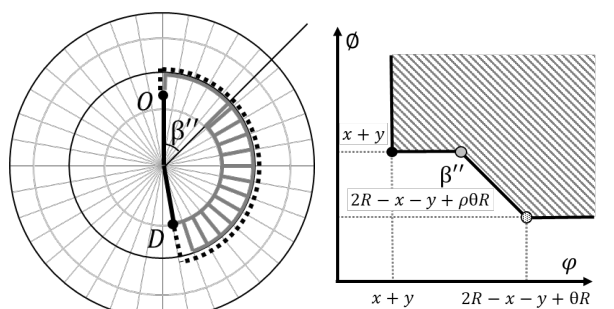 O
β''
D
Ø
x + y
β''
2R − x − y + ρθR
φ
x + y
2R − x − y + θR